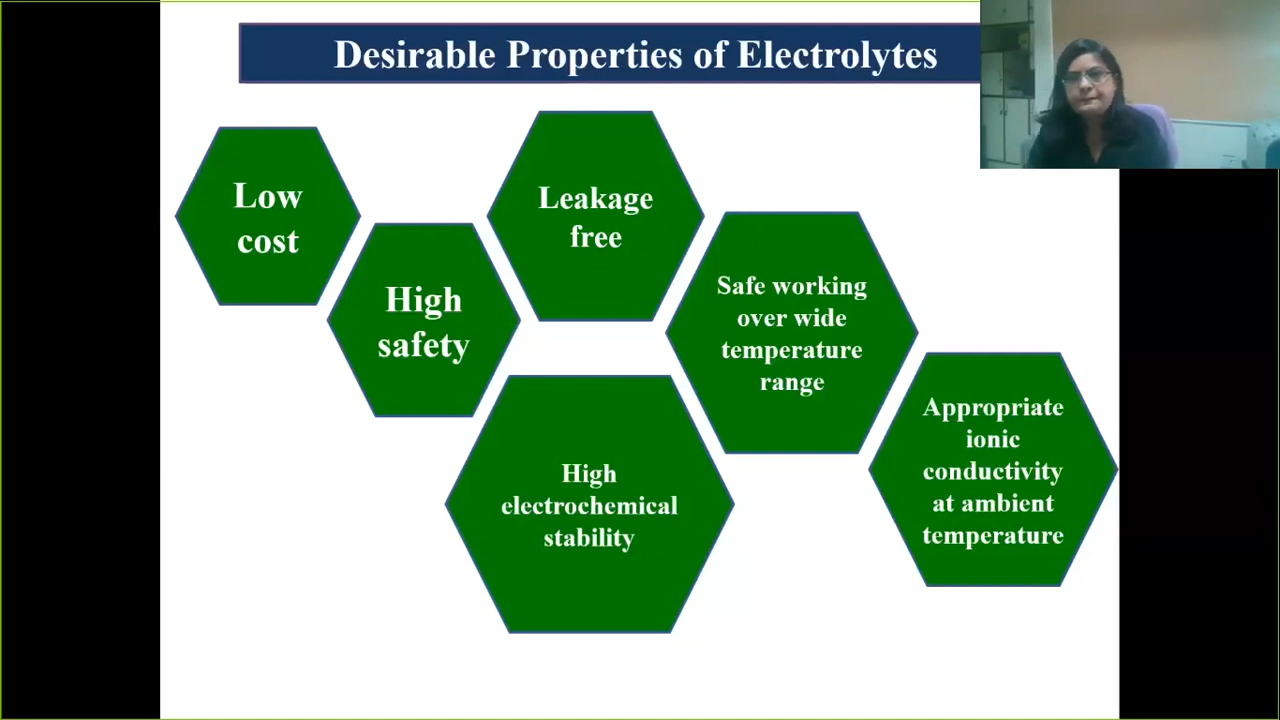 Desirable Properties of Electrolytes
Low
cost
High
safety
Leakage
free
Safe working
over wide
temperature
range
High
electrochemical
stability
Appropriate
ionic
conductivity
at ambient
temperature